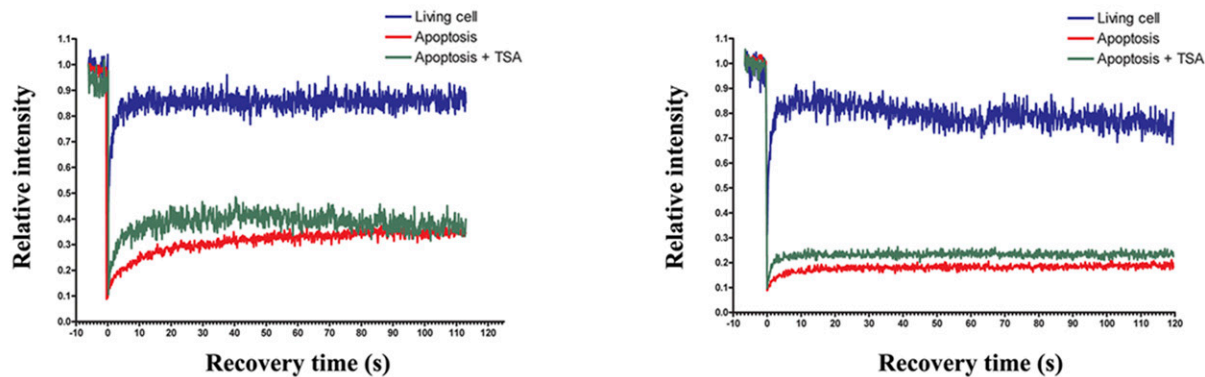 Living cell
Apoptosis
Apoptosis + TSA
1.1
1.0
0.9
0.8
0.7
0.6
0.5
0.4
0.3
0.2
0.1
0.0
Relative intensity
-10 0 10 20 30 40 50 60 70 80 90 100 110 120
Recovery time (s)
Living cell
Apoptosis
Apoptosis + TSA
1.1
1.0
0.9
0.8
0.7
0.6
0.5
0.4
0.3
0.2
0.1
0.0
Relative intensity
-10 0 10 20 30 40 50 60 70 80 90 100 110 120
Recovery time (s)